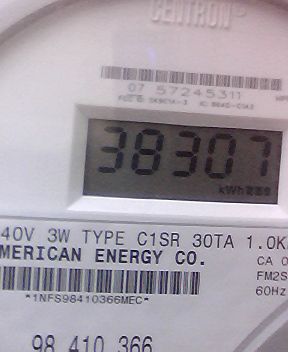 CENTRON®
07 57245311
38307
kWh
40V 3W TYPE C1SR 30TA 1.0K
MERICAN ENERGY CO.
CA 0
FM2S
*1NFS98410366MEC*
60Hz
98 410 366